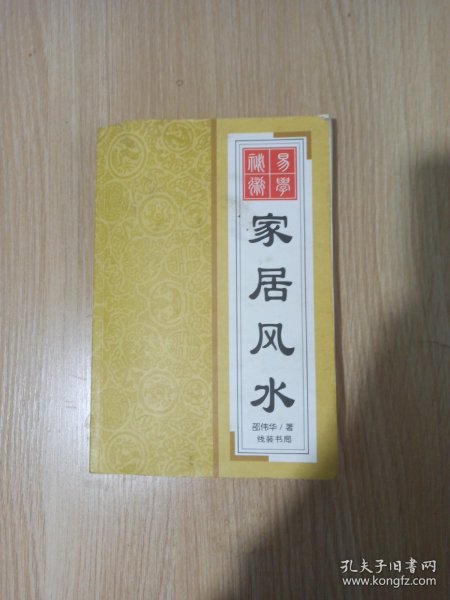 易學
秘術
家居风水
邵伟华/著
线装书局
孔夫子旧书网
www.kongfz.com